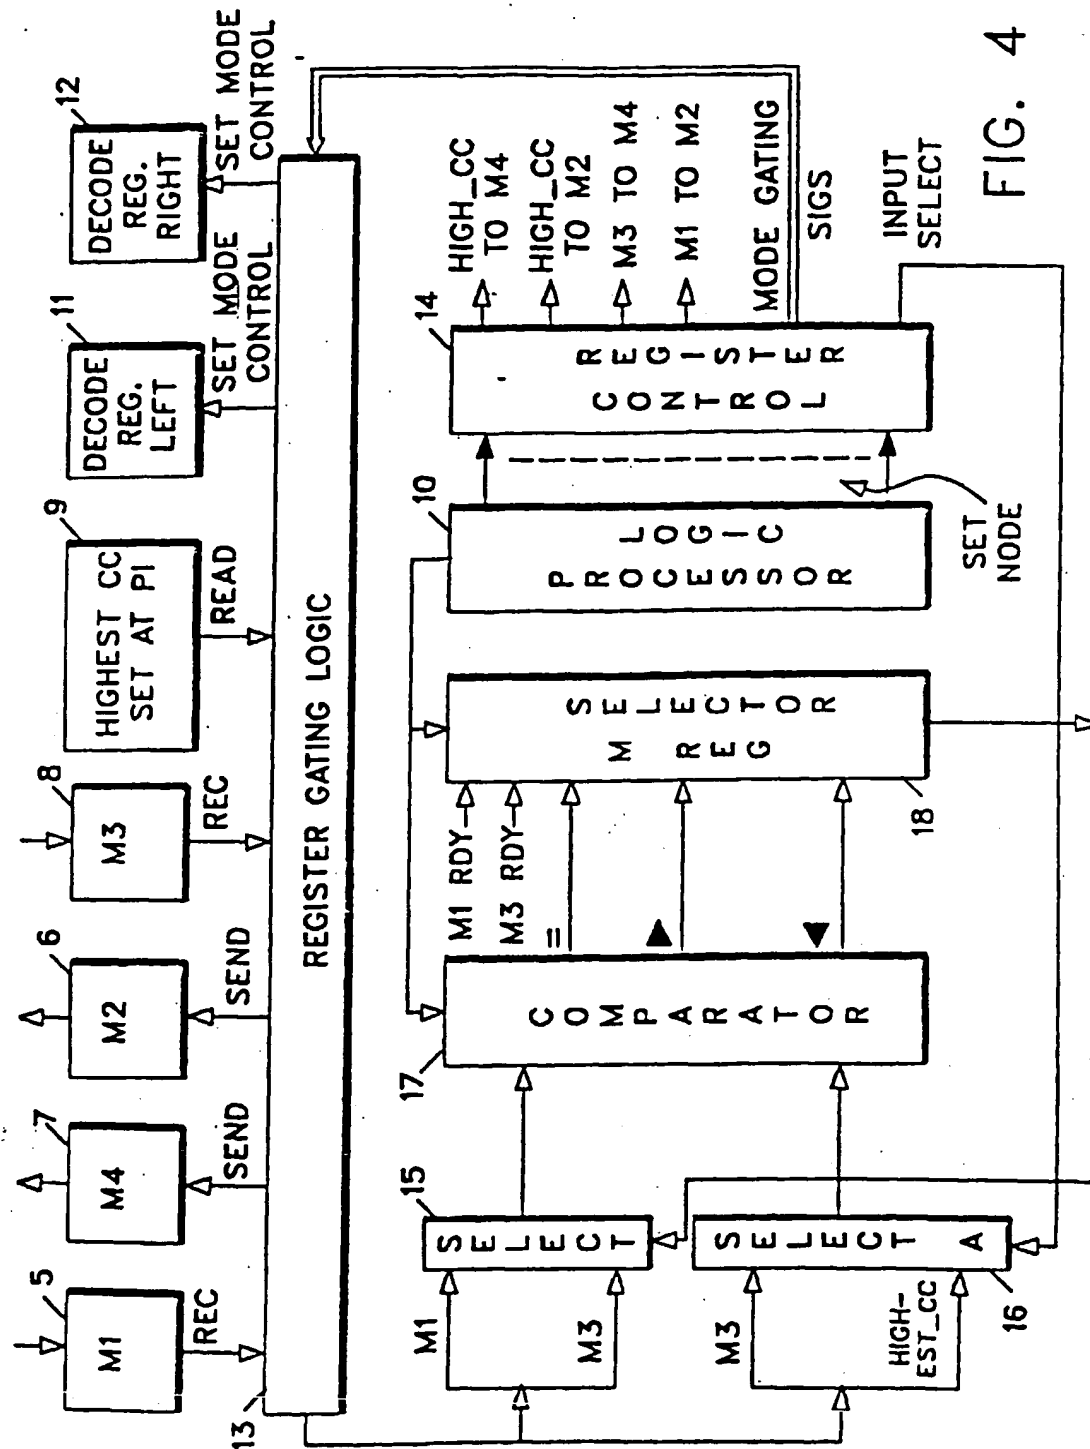 5
7
6
8
9
11
12
M1
M4
M2
M3
HIGHEST CC
SET AT PI
DECODE
REG.
LEFT
DECODE
REG.
RIGHT
REC
SEND
SEND
REC
READ
SET MODE
CONTROL
SET MODE
CONTROL
13
REGISTER GATING LOGIC
M1
M3
15
SELECT
17
COMPARATOR
M1 RDY
M3 RDY
=
SELECTOR
M REG
18
10
LOGIC
PROCESSOR
14
REGISTER
CONTROL
HIGH_CC
TO M4
HIGH_CC
TO M2
M3 TO M4
M1 TO M2
MODE GATING
SIGS
M3
HIGH-
EST_CC
SELECT A
16
SET
NODE
INPUT
SELECT
FIG. 4